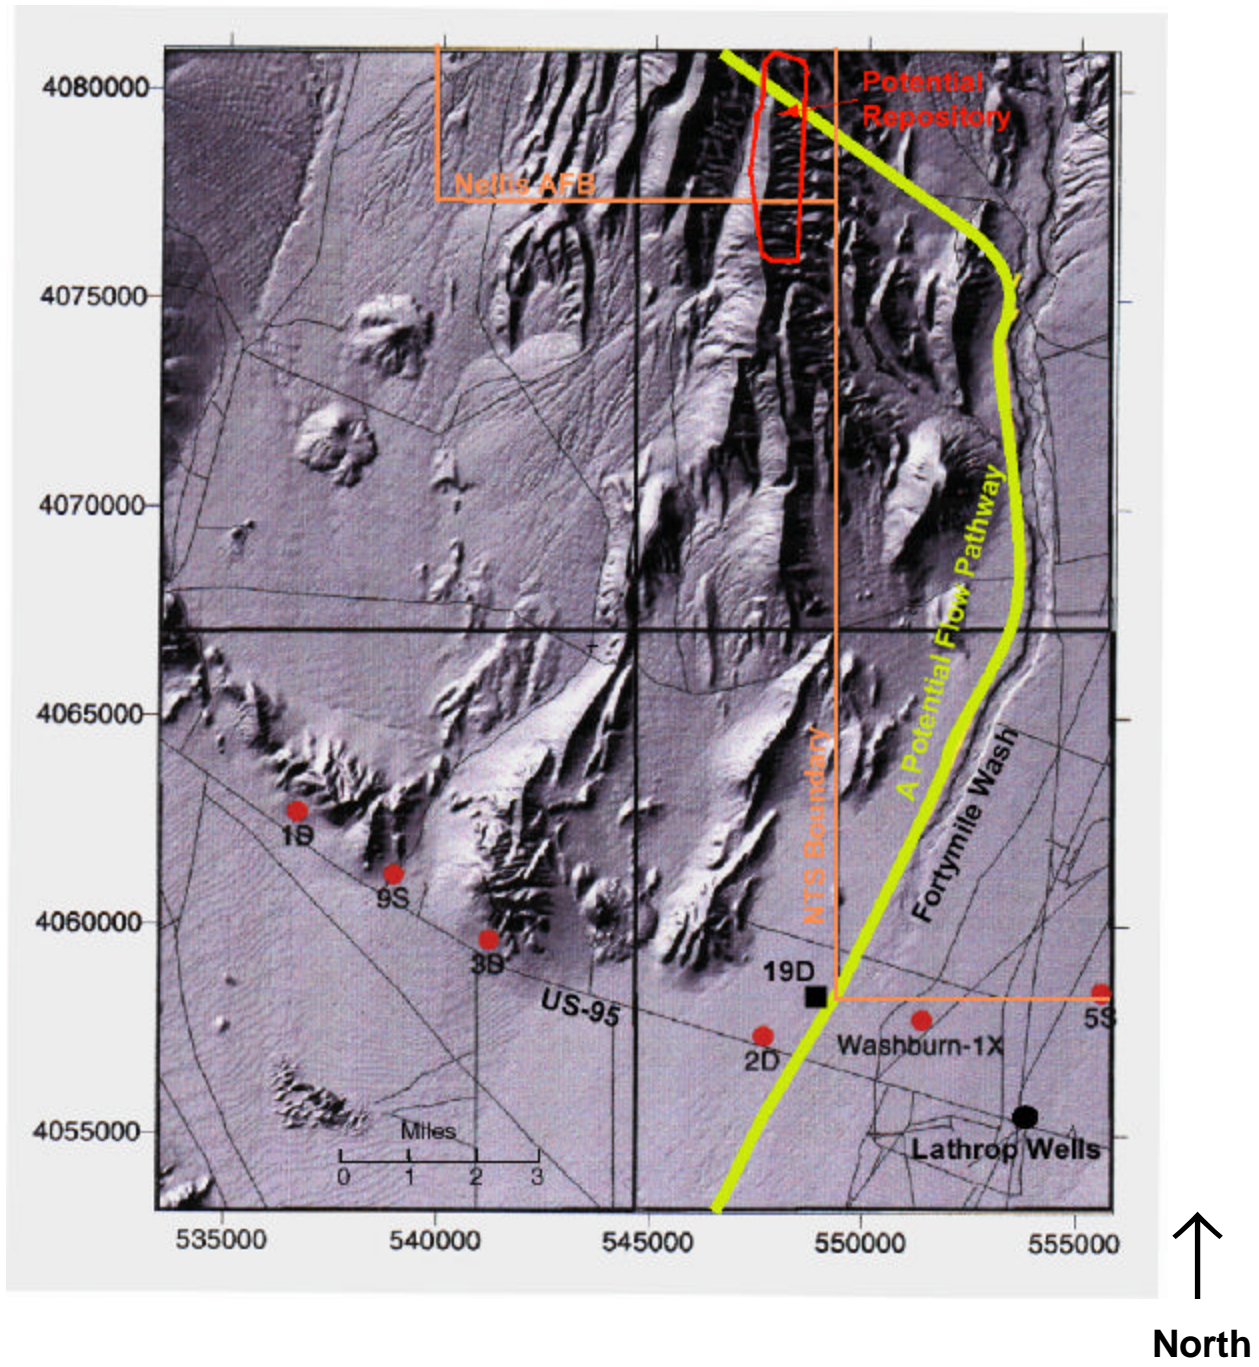 Potential
Repository
4080000
Nellis AFB
4075000
4070000
A Potential Flow Pathway
4065000
NTS Boundary
Fortymile Wash
1D
9S
4060000
3D
19D
US-95
5S
Washburn-1X
2D
4055000
Miles
Lathrop Wells
0 1 2 3
535000 540000 545000 550000 555000
North